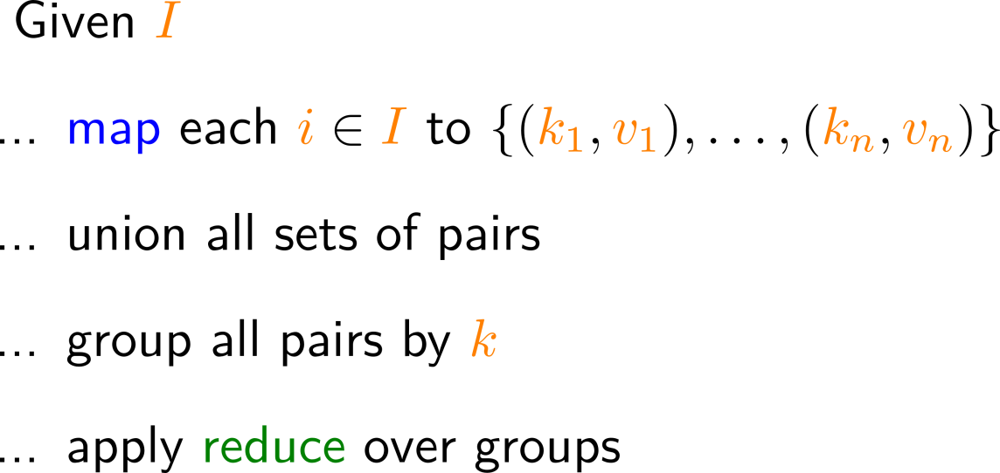 Given I
... map each i ∈ I to {(k₁, v₁), . . . , (kₙ, vₙ)}
... union all sets of pairs
... group all pairs by k
... apply reduce over groups